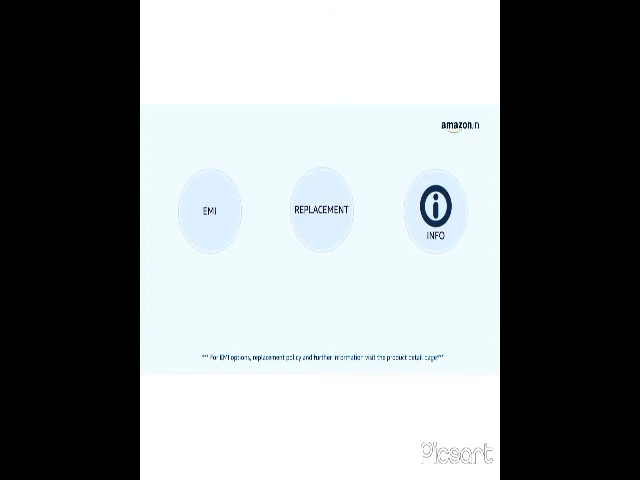 amazon.in
EMI
REPLACEMENT
i
INFO
*** For EMI options, replacement policy and further information visit the product detail page***
Picsart